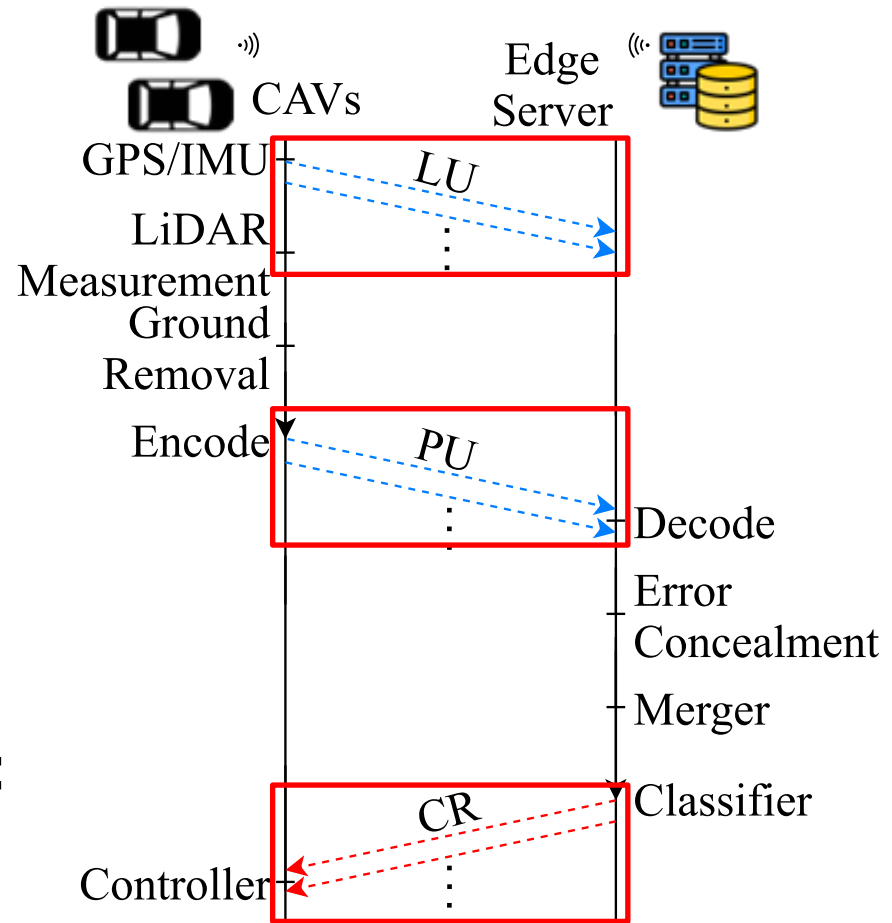 CAVs
Edge
Server
GPS/IMU
LU
LiDAR
Measurement
Ground
Removal
Encode
PU
Decode
Error
Concealment
Merger
Classifier
CR
Controller